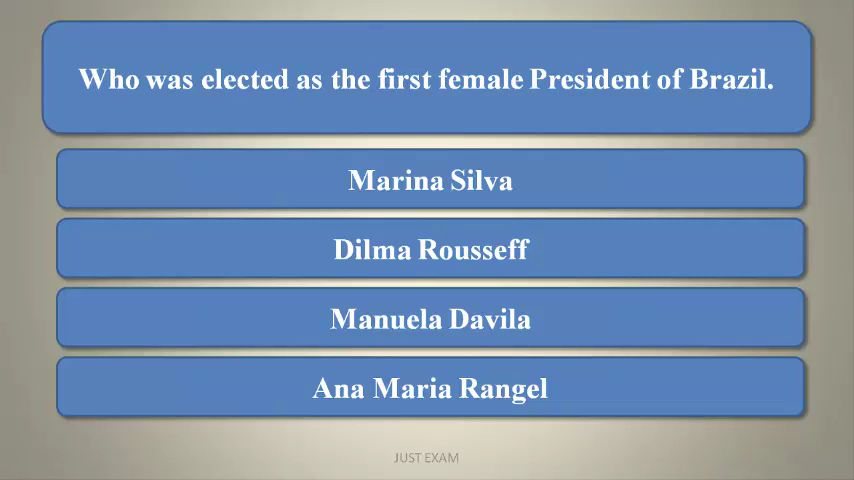 Who was elected as the first female President of Brazil.
Marina Silva
Dilma Rousseff
Manuela Davila
Ana Maria Rangel
JUST EXAM